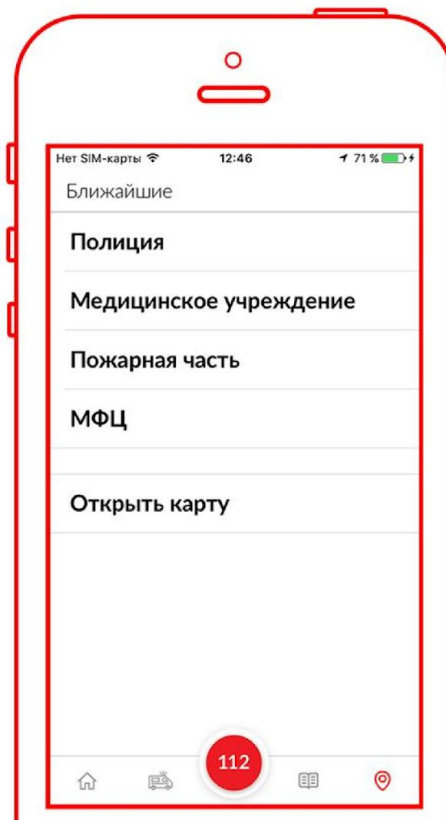 Нет SIM-карты 12:46 71 %
Ближайшие
Полиция
Медицинское учреждение
Пожарная часть
МФЦ
Открыть карту
112